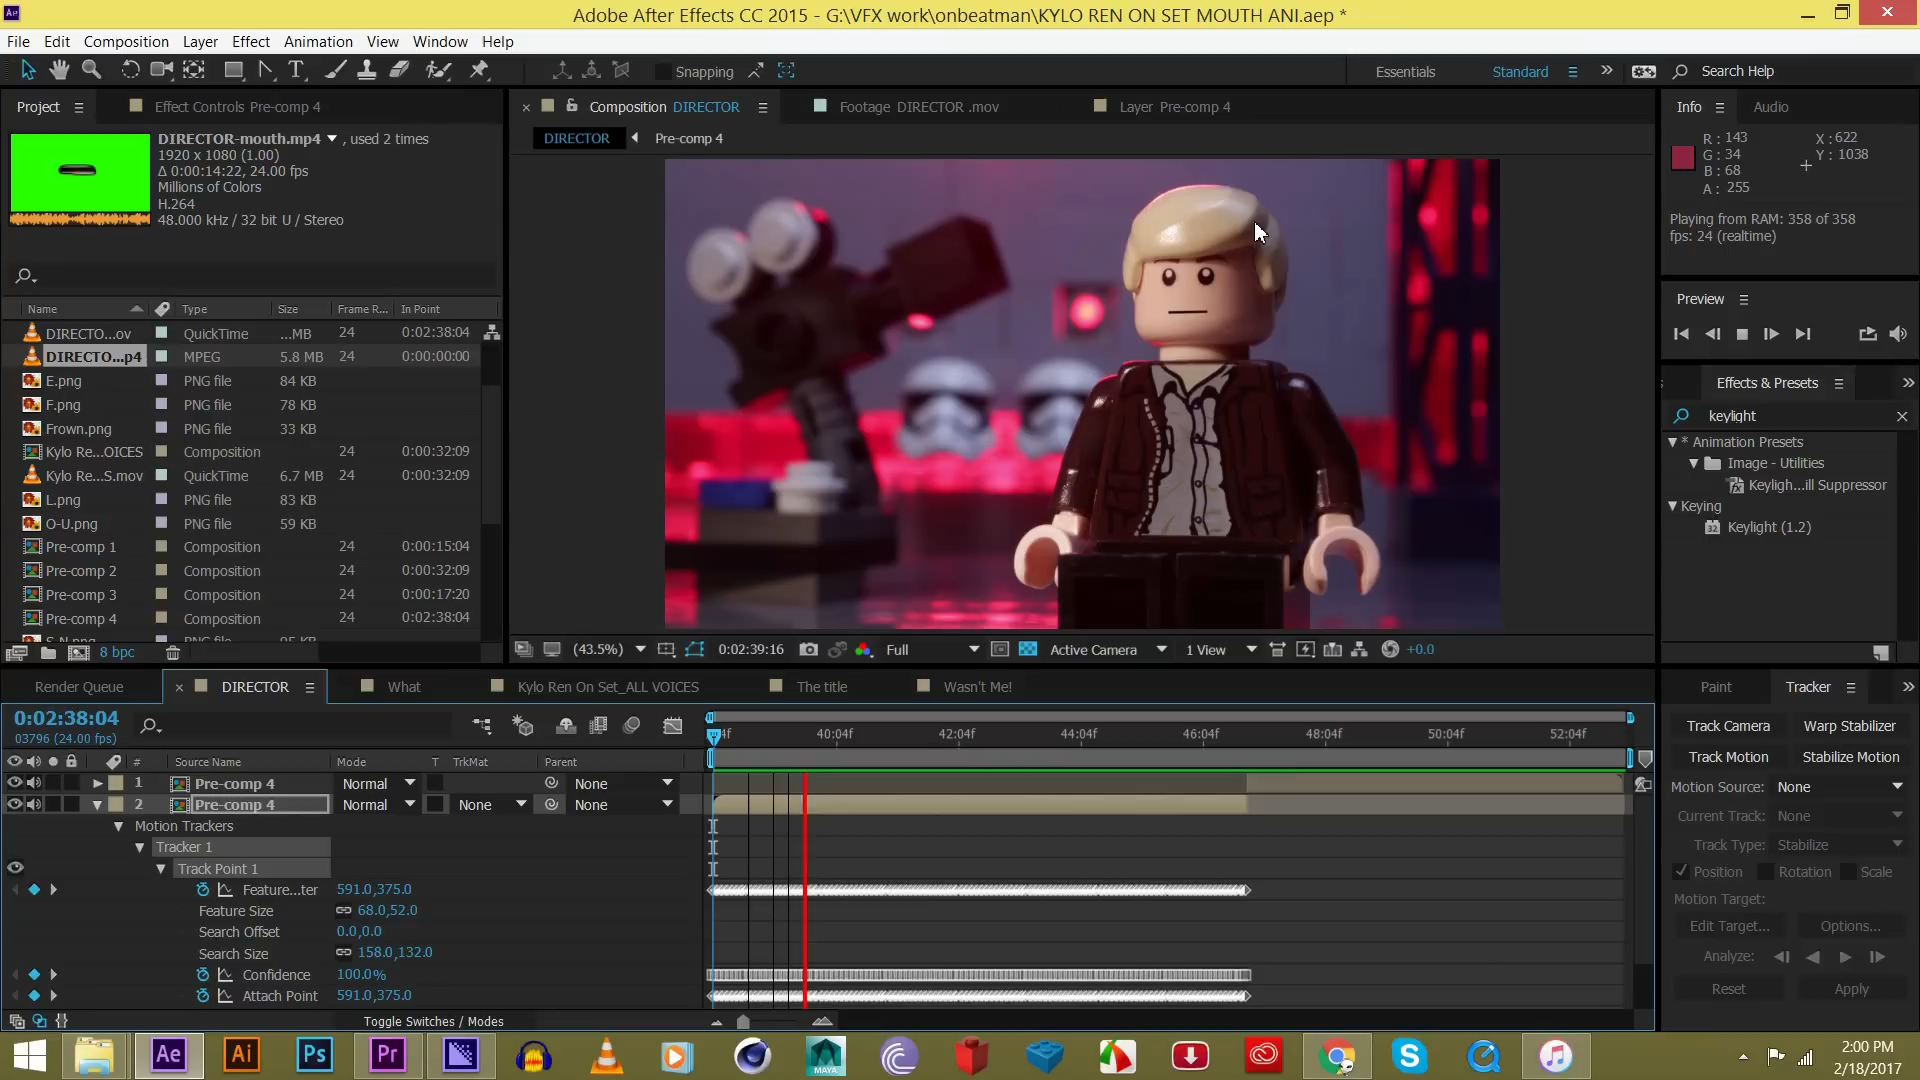 Adobe After Effects CC 2015 - G:\VFX work\onbeatman\KYLO REN ON SET MOUTH ANI.aep *
File Edit Composition Layer Effect Animation View Window Help
Snapping Essentials Standard Search Help
Project Effect Controls Pre-comp 4 Composition DIRECTOR Footage DIRECTOR .mov Layer Pre-comp 4 Info Audio
DIRECTOR Pre-comp 4
DIRECTOR-mouth.mp4 , used 2 times
1920 x 1080 (1.00)
Δ 0:00:14:22, 24.00 fps
Millions of Colors
H.264
48.000 kHz / 32 bit U / Stereo
R : 143 X : 622
G : 34 Y : 1038
B : 68
A : 255
Playing from RAM: 358 of 358
fps: 24 (realtime)
Name Type Size Frame R... In Point
DIRECTO...ov QuickTime ...MB 24 0:02:38:04
DIRECTO...p4 MPEG 5.8 MB 24 0:00:00:00
E.png PNG file 84 KB
F.png PNG file 78 KB
Frown.png PNG file 33 KB
Kylo Re...OICES Composition 24 0:00:32:09
Kylo Re...S.mov QuickTime 6.7 MB 24 0:00:32:09
L.png PNG file 83 KB
O-U.png PNG file 59 KB
Pre-comp 1 Composition 24 0:00:15:04
Pre-comp 2 Composition 24 0:00:32:09
Pre-comp 3 Composition 24 0:00:17:20
Pre-comp 4 Composition 24 0:02:38:04
8 bpc
Preview
Effects & Presets
keylight
* Animation Presets
Image - Utilities
Keyligh...ill Suppressor
Keying
32 Keylight (1.2)
(43.5%) 0:02:39:16 Full Active Camera 1 View +0.0
Render Queue DIRECTOR What Kylo Ren On Set_ALL VOICES The title Wasn't Me!
0:02:38:04
03796 (24.00 fps)
40:04f 42:04f 44:04f 46:04f 48:04f 50:04f 52:04f
# Source Name Mode T TrkMat Parent
1 Pre-comp 4 Normal None
2 Pre-comp 4 Normal None None
Motion Trackers
Tracker 1
Track Point 1
Feature...ter 591.0,375.0
Feature Size 68.0,52.0
Search Offset 0.0,0.0
Search Size 158.0,132.0
Confidence 100.0%
Attach Point 591.0,375.0
Toggle Switches / Modes
Paint Tracker
Track Camera Warp Stabilizer
Track Motion Stabilize Motion
Motion Source: None
Current Track: None
Track Type: Stabilize
Position Rotation Scale
Motion Target:
Edit Target... Options...
Analyze:
Reset Apply
Ae Ai Ps Pr MAYA
2:00 PM
2/18/2017